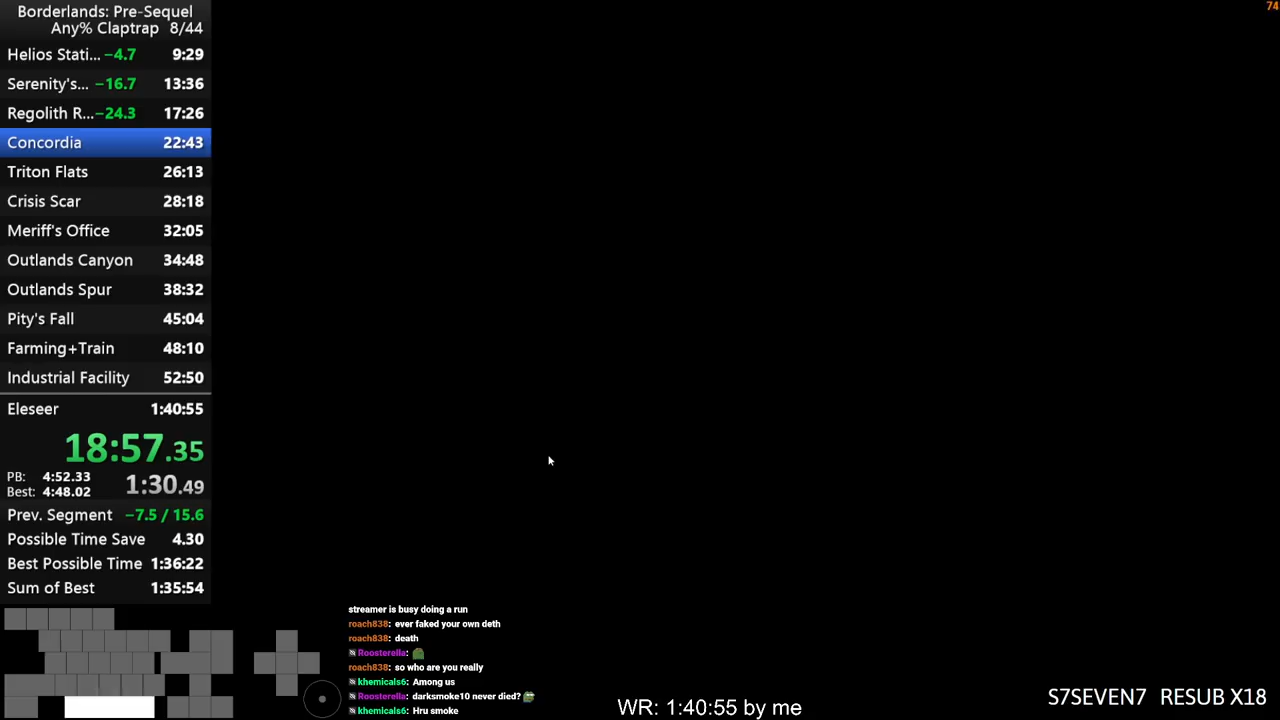 Borderlands: Pre-Sequel
Any% Claptrap 8/44
Helios Stati... −4.7 9:29
Serenity's... −16.7 13:36
Regolith R... −24.3 17:26
Concordia 22:43
Triton Flats 26:13
Crisis Scar 28:18
Meriff's Office 32:05
Outlands Canyon 34:48
Outlands Spur 38:32
Pity's Fall 45:04
Farming+Train 48:10
Industrial Facility 52:50
Eleseer 1:40:55
18:57.35
PB: 4:52.33
Best: 4:48.02
1:30.49
Prev. Segment −7.5 / 15.6
Possible Time Save 4.30
Best Possible Time 1:36:22
Sum of Best 1:35:54
74
streamer is busy doing a run
roach838: ever faked your own deth
roach838: death
Roosterella:
roach838: so who are you really
khemicals6: Among us
Roosterella: darksmoke10 never died?
khemicals6: Hru smoke
WR: 1:40:55 by me
S7SEVEN7 RESUB X18